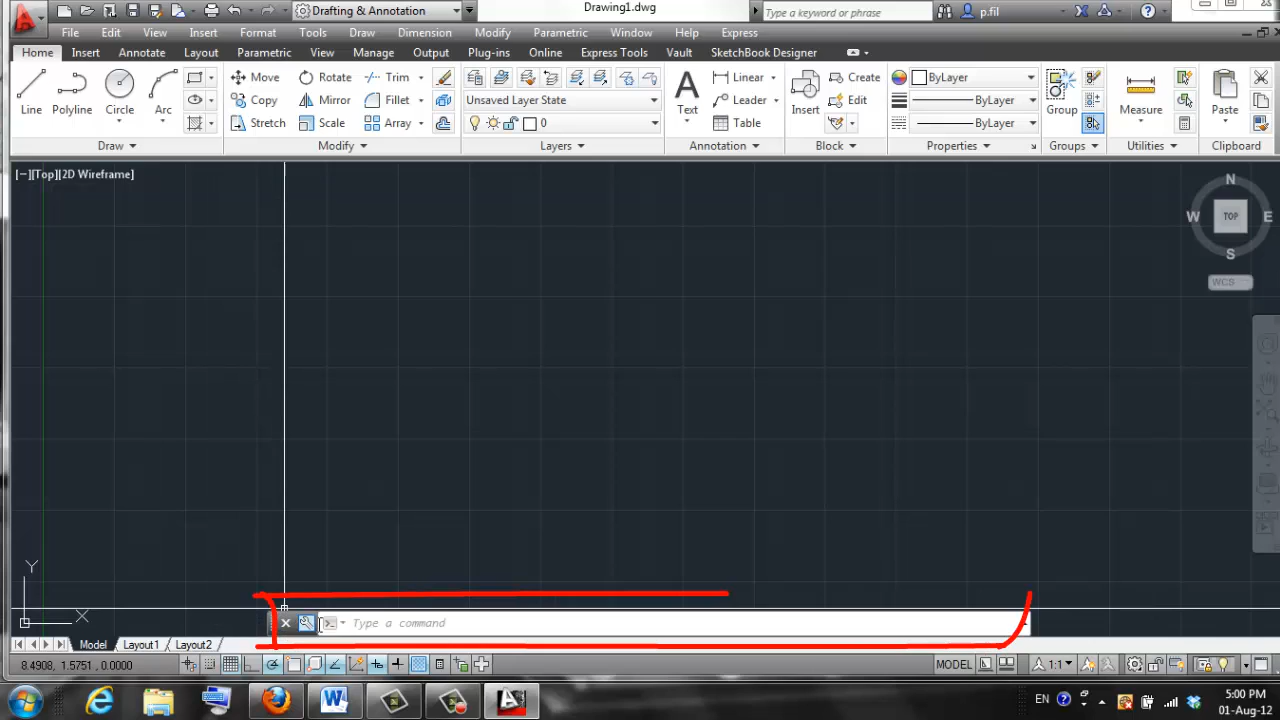 Drafting & Annotation
Drawing1.dwg
Type a keyword or phrase
p.fil
File Edit View Insert Format Tools Draw Dimension Modify Parametric Window Help Express
Home Insert Annotate Layout Parametric View Manage Output Plug-ins Online Express Tools Vault SketchBook Designer
Line Polyline Circle Arc
Move Rotate Trim
Copy Mirror Fillet
Stretch Scale Array
Unsaved Layer State
0
Text
Linear
Leader
Table
Insert
Create
Edit
ByLayer
ByLayer
ByLayer
Group
Measure
Paste
Draw Modify Layers Annotation Block Properties Groups Utilities Clipboard
[−][Top][2D Wireframe]
N
W TOP E
S
WCS
Y
X
Type a command
Model Layout1 Layout2
8.4908, 1.5751, 0.0000
MODEL
1:1
EN
5:00 PM
01-Aug-12